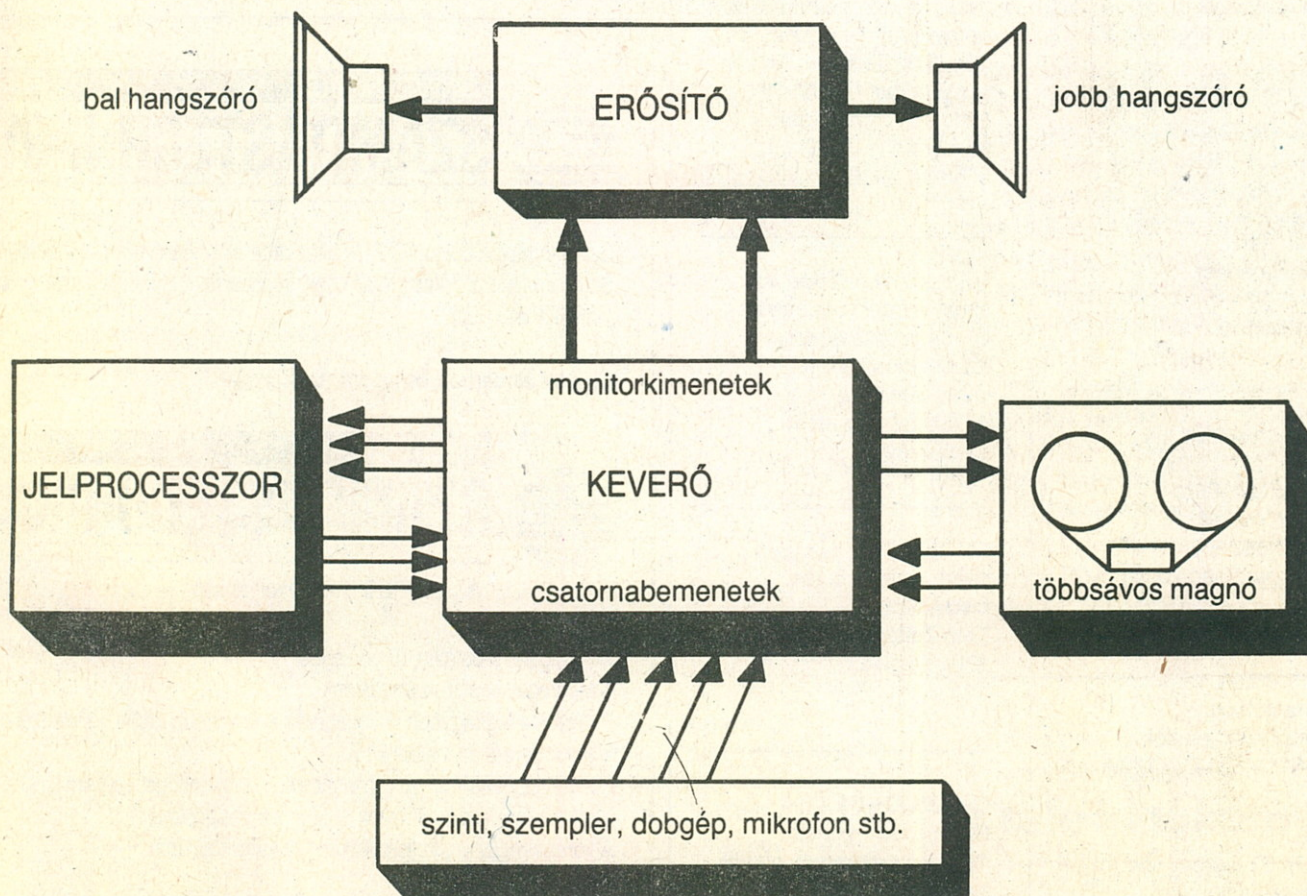 bal hangszóró
ERŐSÍTŐ
jobb hangszóró
monitorkimenetek
JELPROCESSZOR
KEVERŐ
csatornabemenetek
többsávos magnó
szinti, szempler, dobgép, mikrofon stb.